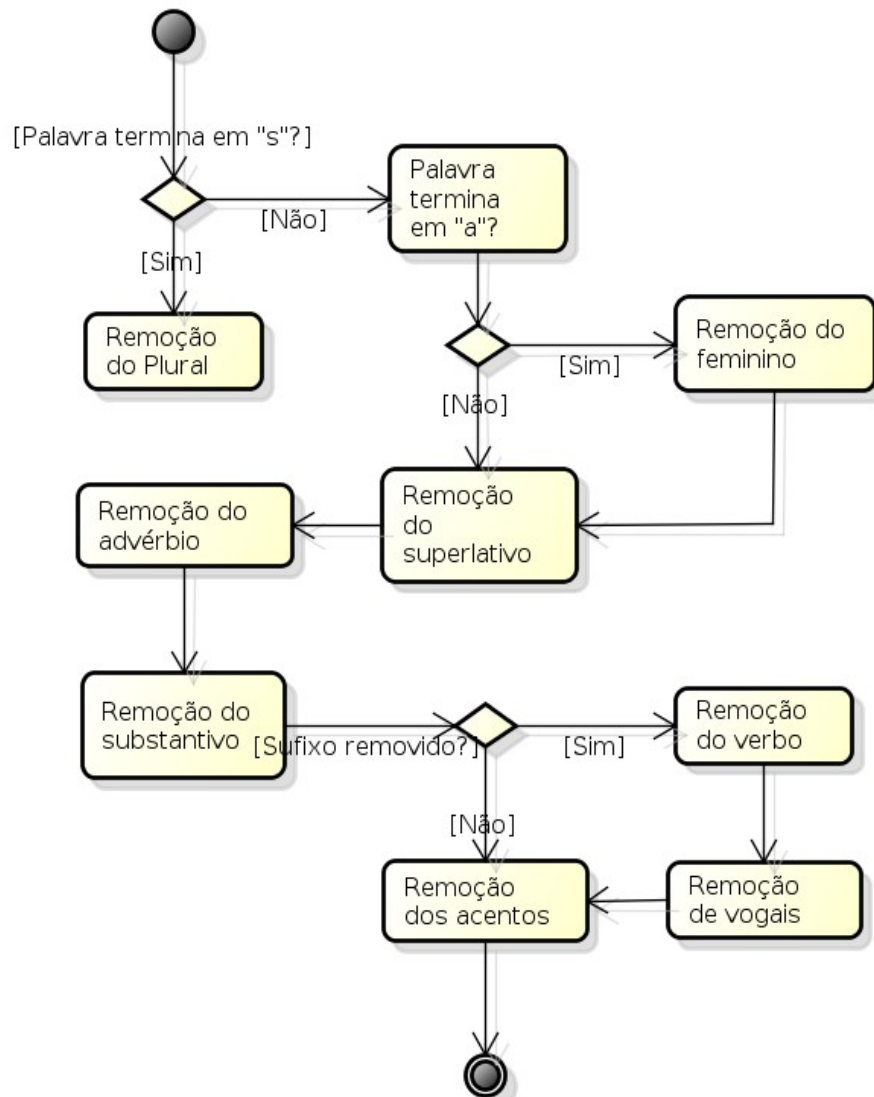 [Palavra termina em "s"?]
Palavra
termina
em "a"?
[Não]
[Sim]
Remoção
do Plural
Remoção do
feminino
[Sim]
[Não]
Remoção
do
superlativo
Remoção do
advérbio
Remoção do
substantivo
[Sufixo removido?]
[Sim]
Remoção
do verbo
[Não]
Remoção
dos acentos
Remoção
de vogais